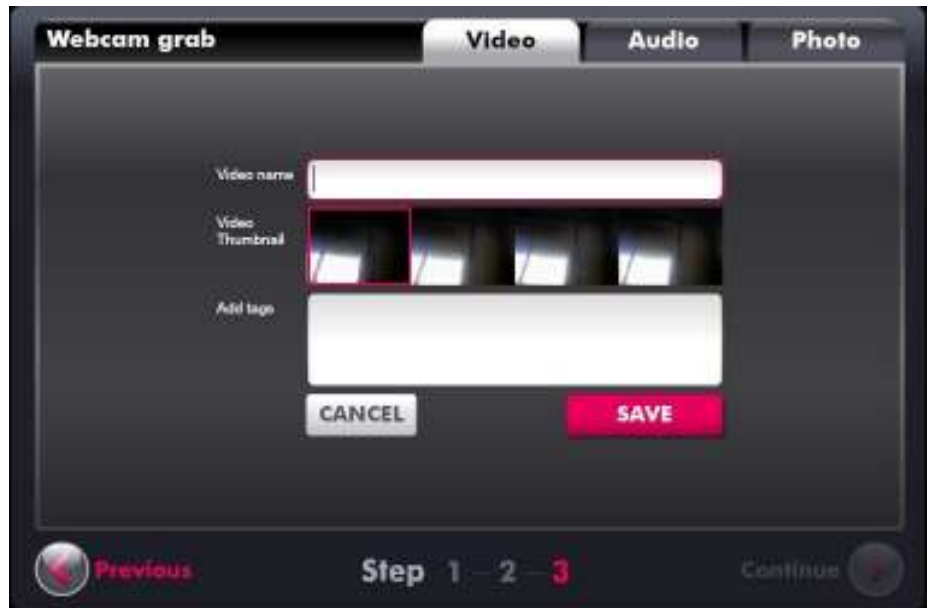 Webcam grab
Video
Audio
Photo
Video name
Video
Thumbnail
Add tags
CANCEL
SAVE
Previous
Step 1 - 2 - 3
Continue